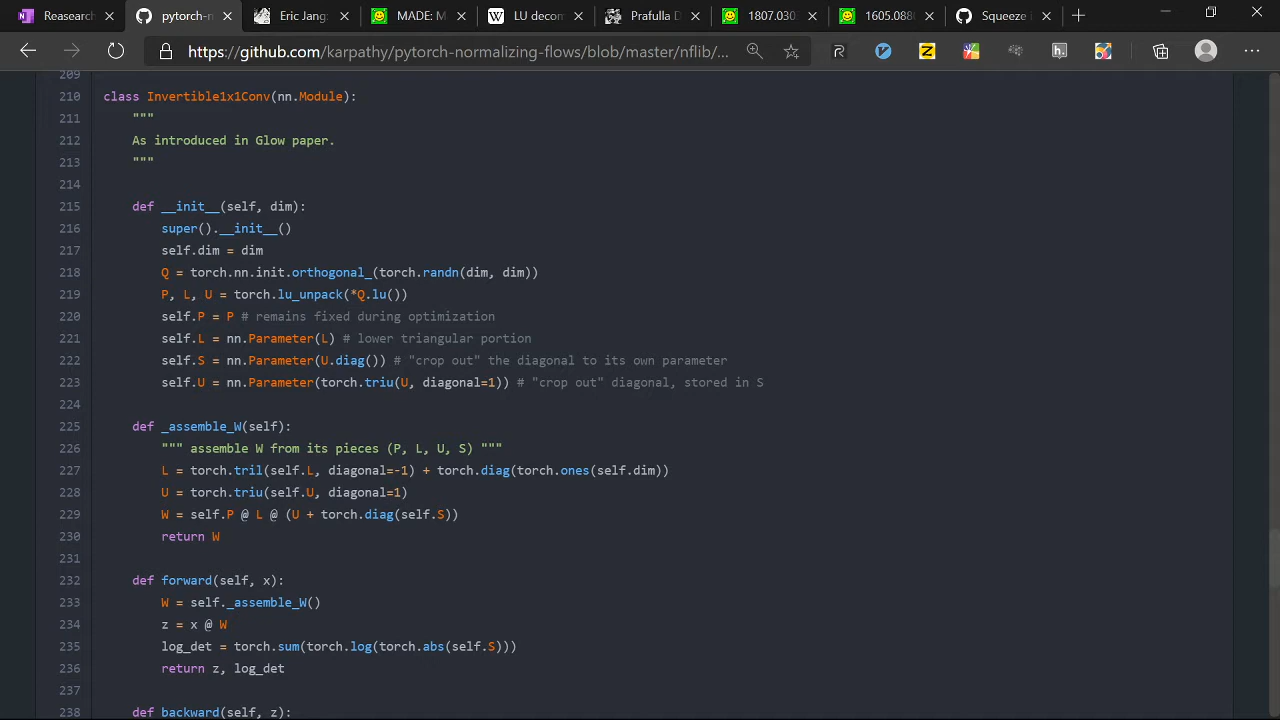 Reasearch
pytorch-n
Eric Jang:
MADE: M
LU decom
Prafulla D
1807.030
1605.088
Squeeze i
https://github.com/karpathy/pytorch-normalizing-flows/blob/master/nflib/...
209
210 class Invertible1x1Conv(nn.Module):
211 """
212 As introduced in Glow paper.
213 """
214
215 def __init__(self, dim):
216 super().__init__()
217 self.dim = dim
218 Q = torch.nn.init.orthogonal_(torch.randn(dim, dim))
219 P, L, U = torch.lu_unpack(*Q.lu())
220 self.P = P # remains fixed during optimization
221 self.L = nn.Parameter(L) # lower triangular portion
222 self.S = nn.Parameter(U.diag()) # "crop out" the diagonal to its own parameter
223 self.U = nn.Parameter(torch.triu(U, diagonal=1)) # "crop out" diagonal, stored in S
224
225 def _assemble_W(self):
226 """ assemble W from its pieces (P, L, U, S) """
227 L = torch.tril(self.L, diagonal=-1) + torch.diag(torch.ones(self.dim))
228 U = torch.triu(self.U, diagonal=1)
229 W = self.P @ L @ (U + torch.diag(self.S))
230 return W
231
232 def forward(self, x):
233 W = self._assemble_W()
234 z = x @ W
235 log_det = torch.sum(torch.log(torch.abs(self.S)))
236 return z, log_det
237
238 def backward(self, z):